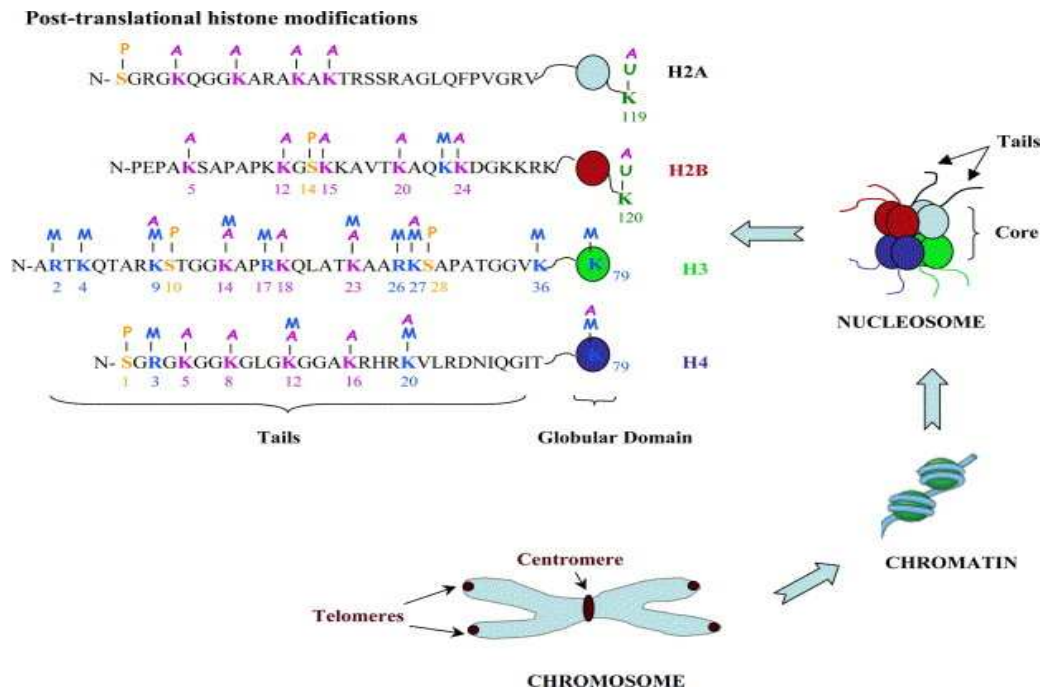 Post-translational histone modifications
P A A A A
N- SGRGKQGGKARAKAKTRSSRAGLQFPVGRV
A
U
K
119
H2A
A A P A A M A
N-PEPAKSAPAPKKGSKKAVTKAQKKDGKKRK
5 12 14 15 20 24
A
U
K
120
H2B
A M M
M M M P A M A M M A P M M
N-ARTKQTARKSTGGKAPRKQLATKAARKSAPATGGVK
2 4 9 10 14 17 18 23 26 27 28 36
K
79
H3
M A A
P M A A A A M M
N- SGRGKGGKGLGKGGAKRHRKVLRDNIQGIT
1 3 5 8 12 16 20
K
79
H4
Tails
Globular Domain
Tails
Core
NUCLEOSOME
CHROMATIN
Centromere
Telomeres
CHROMOSOME